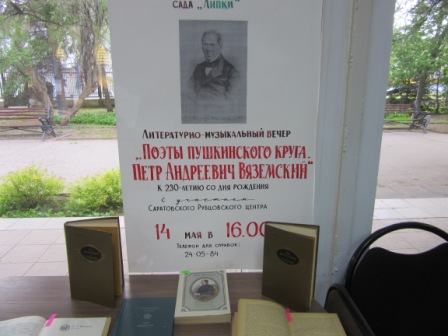 сада „Липки"
Литературно-музыкальный вечер
„Поэты пушкинского круга.
Петр Андреевич Вяземский"
к 230-летию со дня рождения
с участием
Саратовского Рубцовского центра
14 мая в 16.00
Телефон для справок:
24-05-84